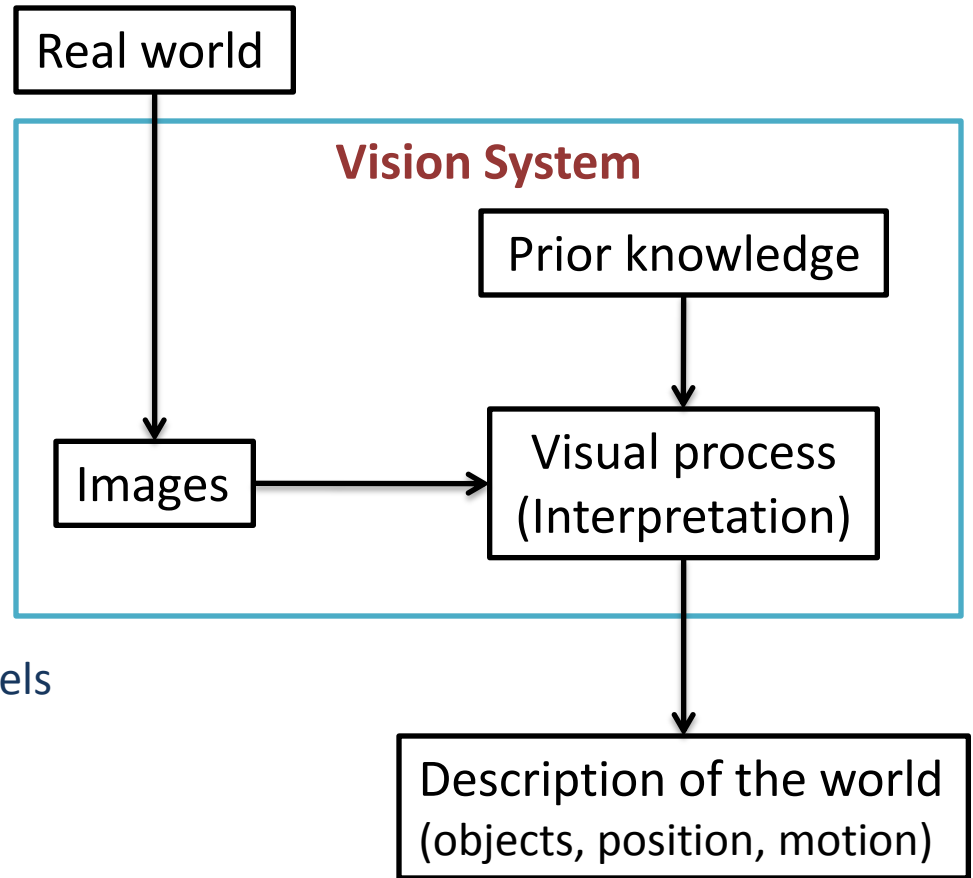 Real world
Vision System
Prior knowledge
Images
Visual process
(Interpretation)
els
Description of the world
(objects, position, motion)